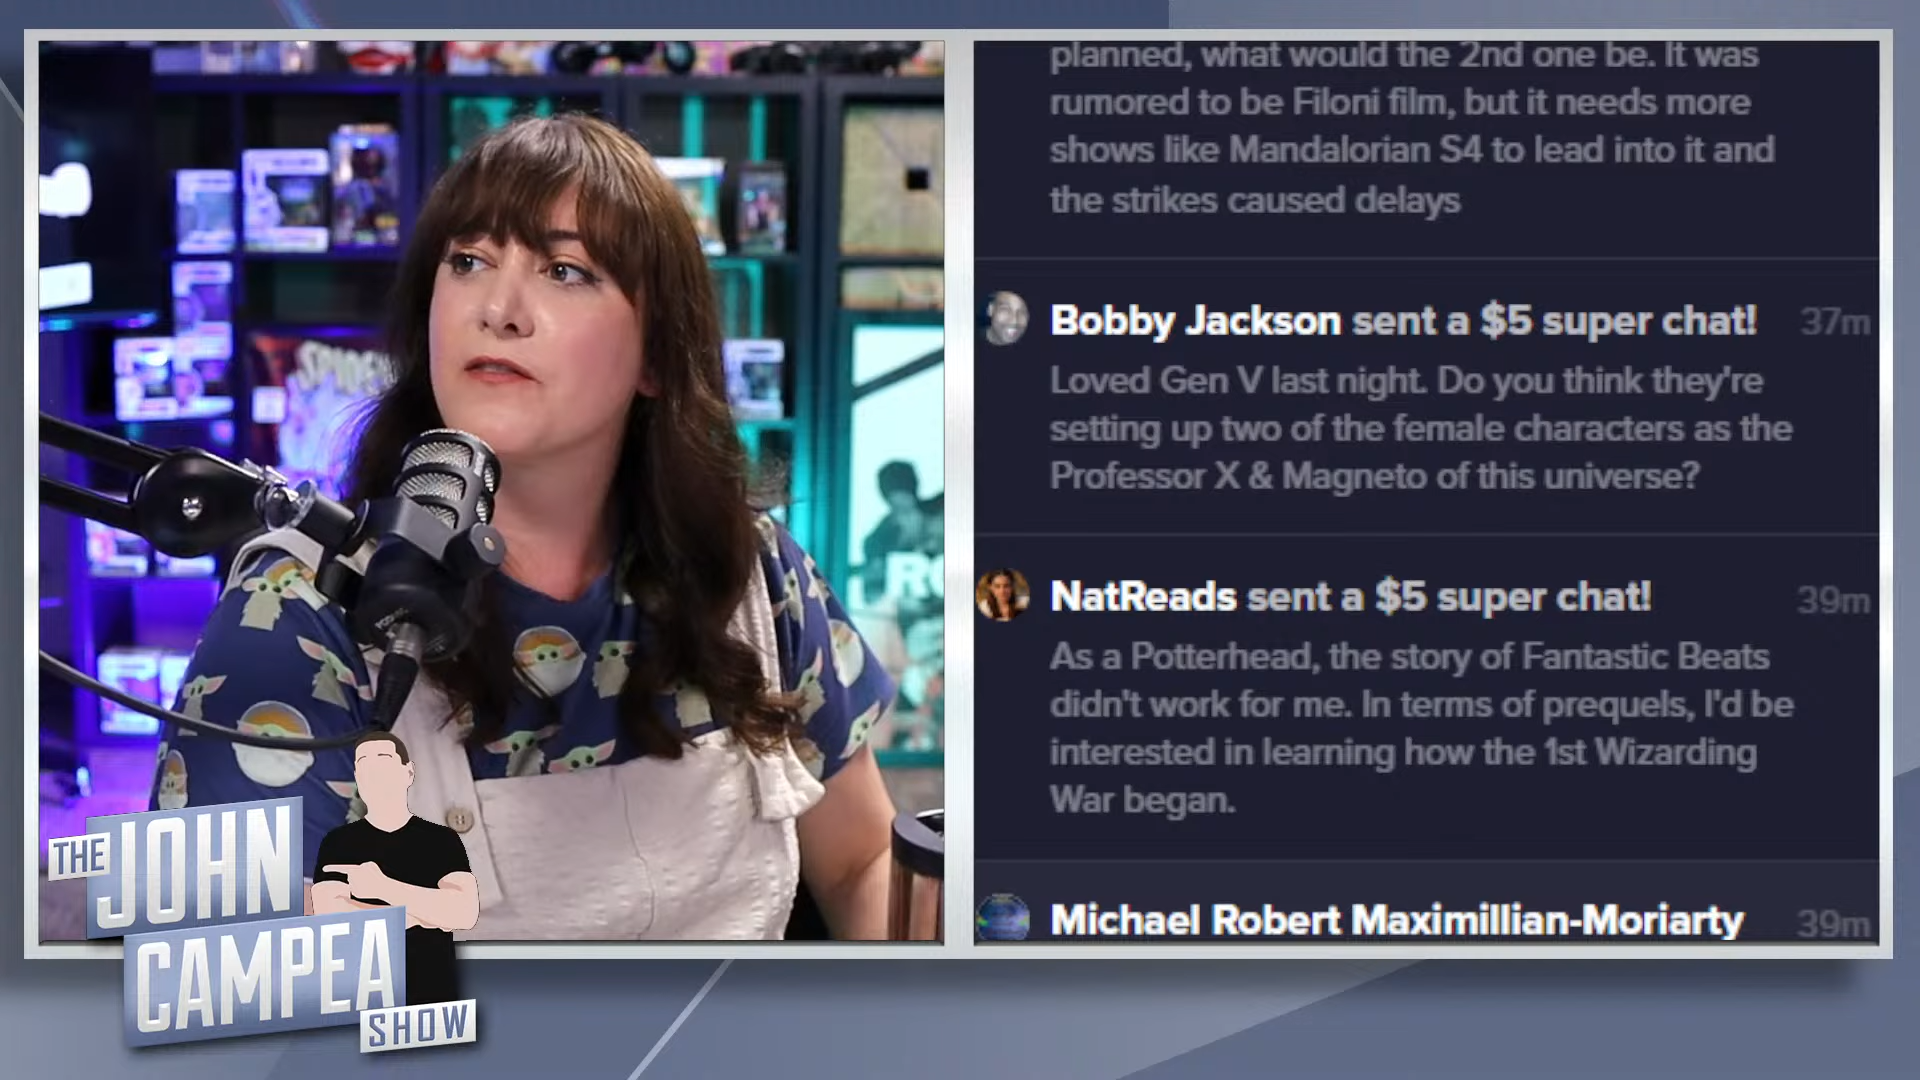 planned, what would the 2nd one be. It was
rumored to be Filoni film, but it needs more
shows like Mandalorian S4 to lead into it and
the strikes caused delays
Bobby Jackson sent a $5 super chat! 37m
Loved Gen V last night. Do you think they're
setting up two of the female characters as the
Professor X & Magneto of this universe?
NatReads sent a $5 super chat! 39m
As a Potterhead, the story of Fantastic Beats
didn't work for me. In terms of prequels, I'd be
interested in learning how the 1st Wizarding
War began.
Michael Robert Maximillian-Moriarty 39m
THE
JOHN
CAMPEA
SHOW